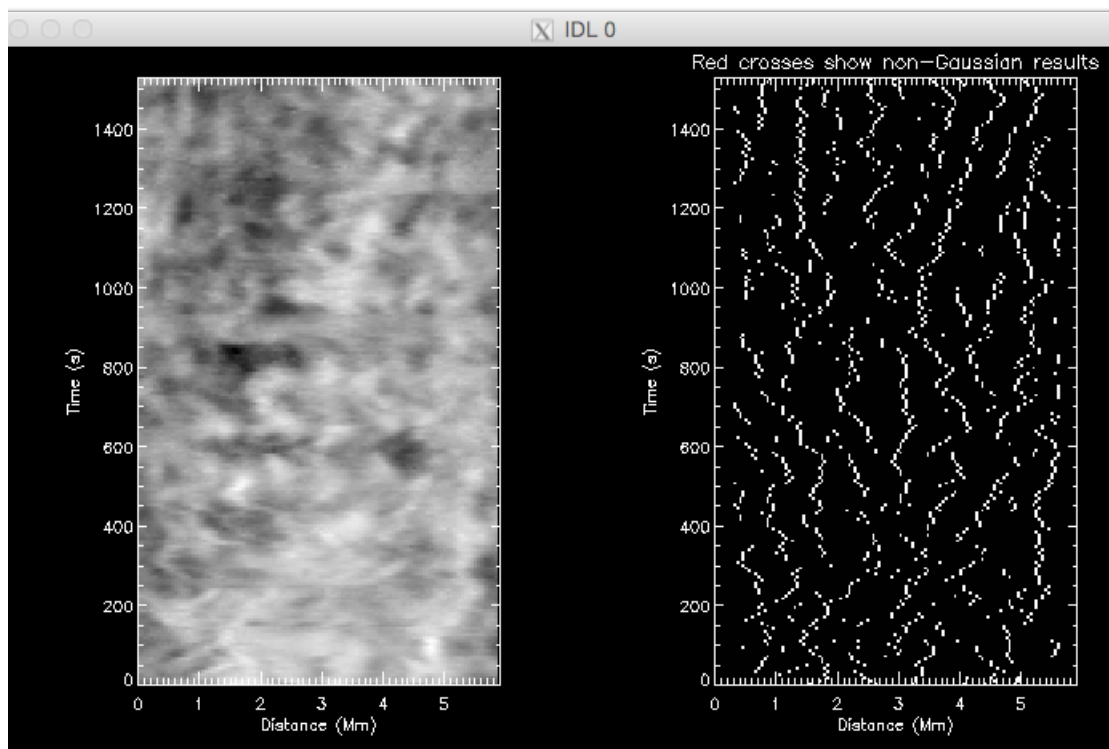 IDL 0
Red crosses show non-Gaussian results
1400
1200
1000
800
600
400
200
0
Time (s)
0 1 2 3 4 5
Distance (Mm)
1400
1200
1000
800
600
400
200
0
Time (s)
0 1 2 3 4 5
Distance (Mm)